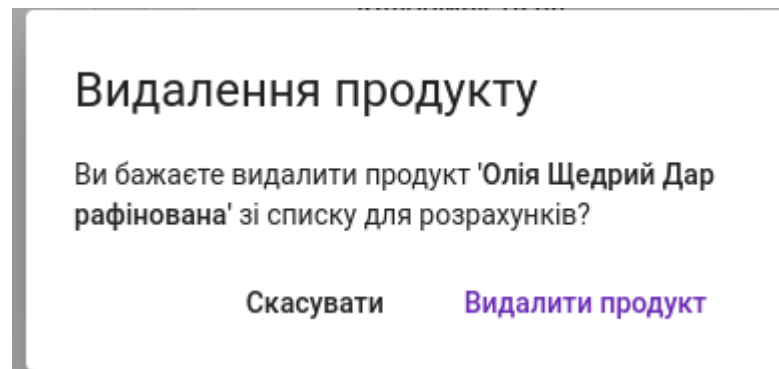 Видалення продукту
Ви бажаєте видалити продукт 'Олія Щедрий Дар
рафінована' зі списку для розрахунків?
Скасувати Видалити продукт